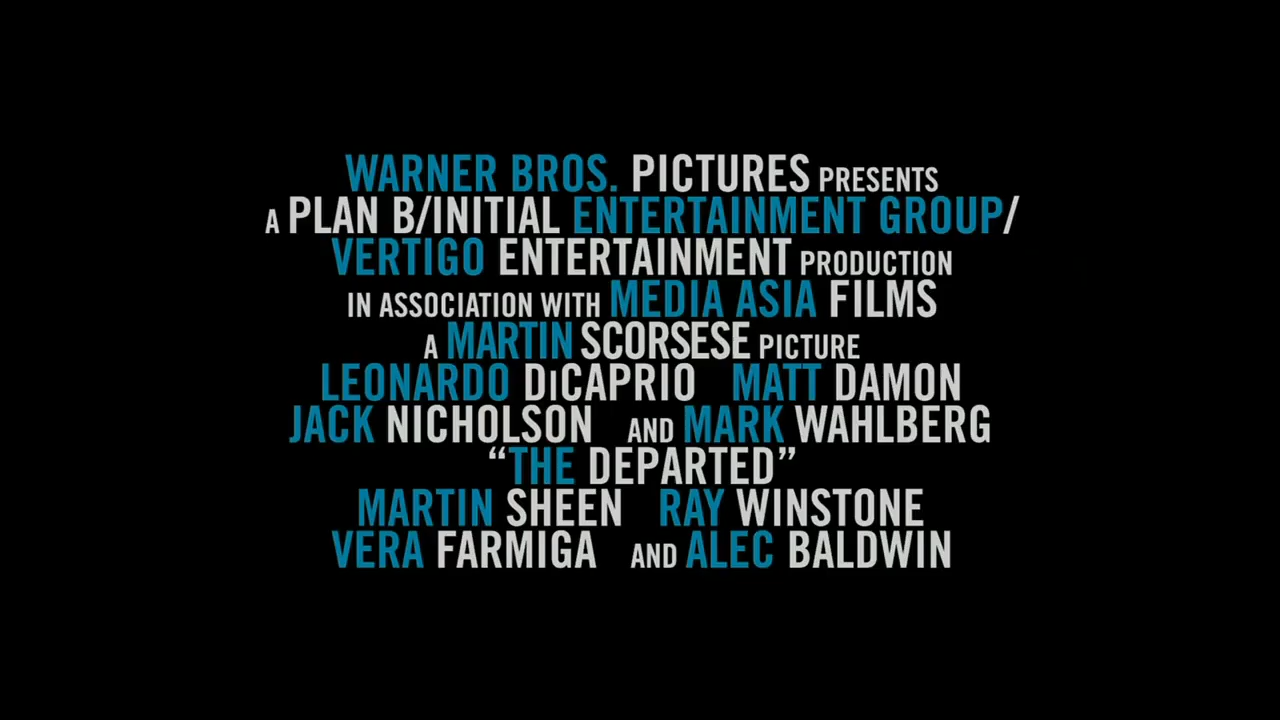 WARNER BROS. PICTURES PRESENTS
A PLAN B/INITIAL ENTERTAINMENT GROUP/
VERTIGO ENTERTAINMENT PRODUCTION
IN ASSOCIATION WITH MEDIA ASIA FILMS
A MARTIN SCORSESE PICTURE
LEONARDO DiCAPRIO MATT DAMON
JACK NICHOLSON AND MARK WAHLBERG
“THE DEPARTED”
MARTIN SHEEN RAY WINSTONE
VERA FARMIGA AND ALEC BALDWIN